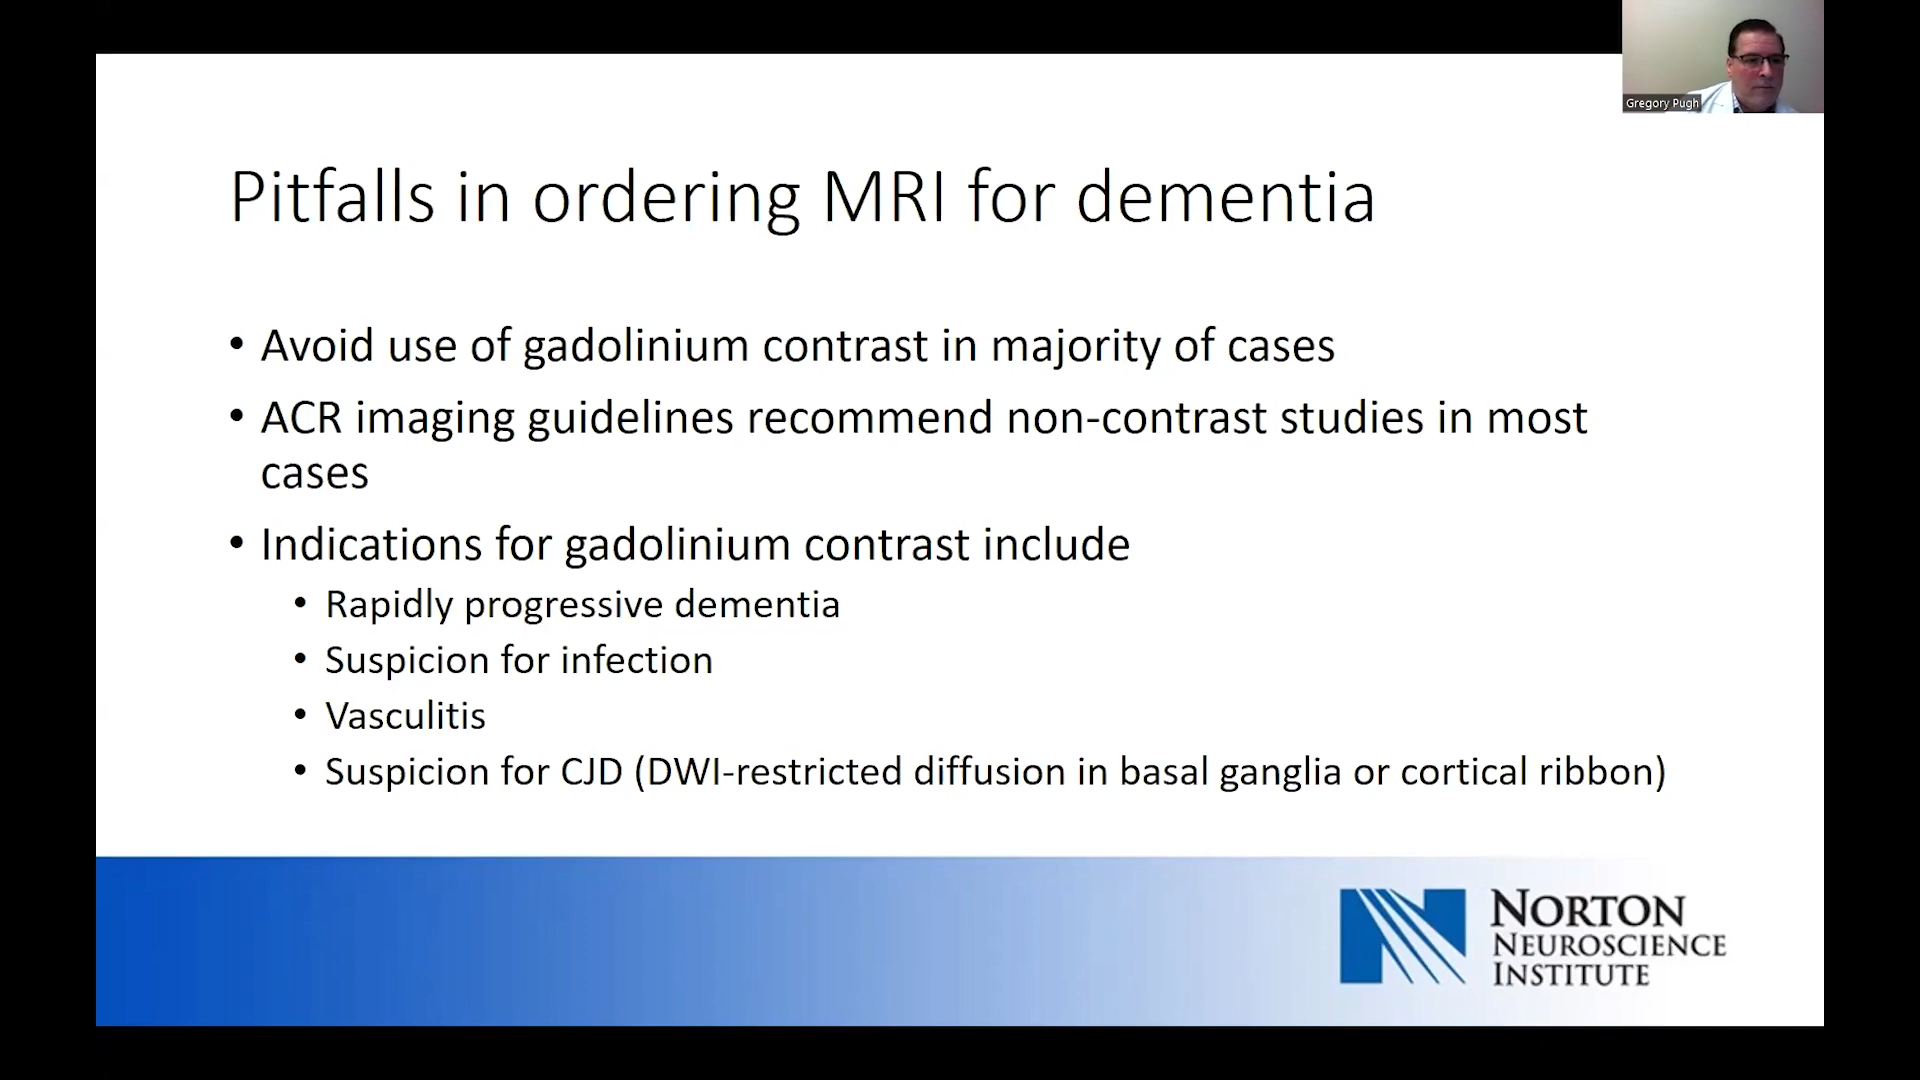 Gregory Pugh
Pitfalls in ordering MRI for dementia
• Avoid use of gadolinium contrast in majority of cases
• ACR imaging guidelines recommend non-contrast studies in most
cases
• Indications for gadolinium contrast include
• Rapidly progressive dementia
• Suspicion for infection
• Vasculitis
• Suspicion for CJD (DWI-restricted diffusion in basal ganglia or cortical ribbon)
NORTON
NEUROSCIENCE
INSTITUTE